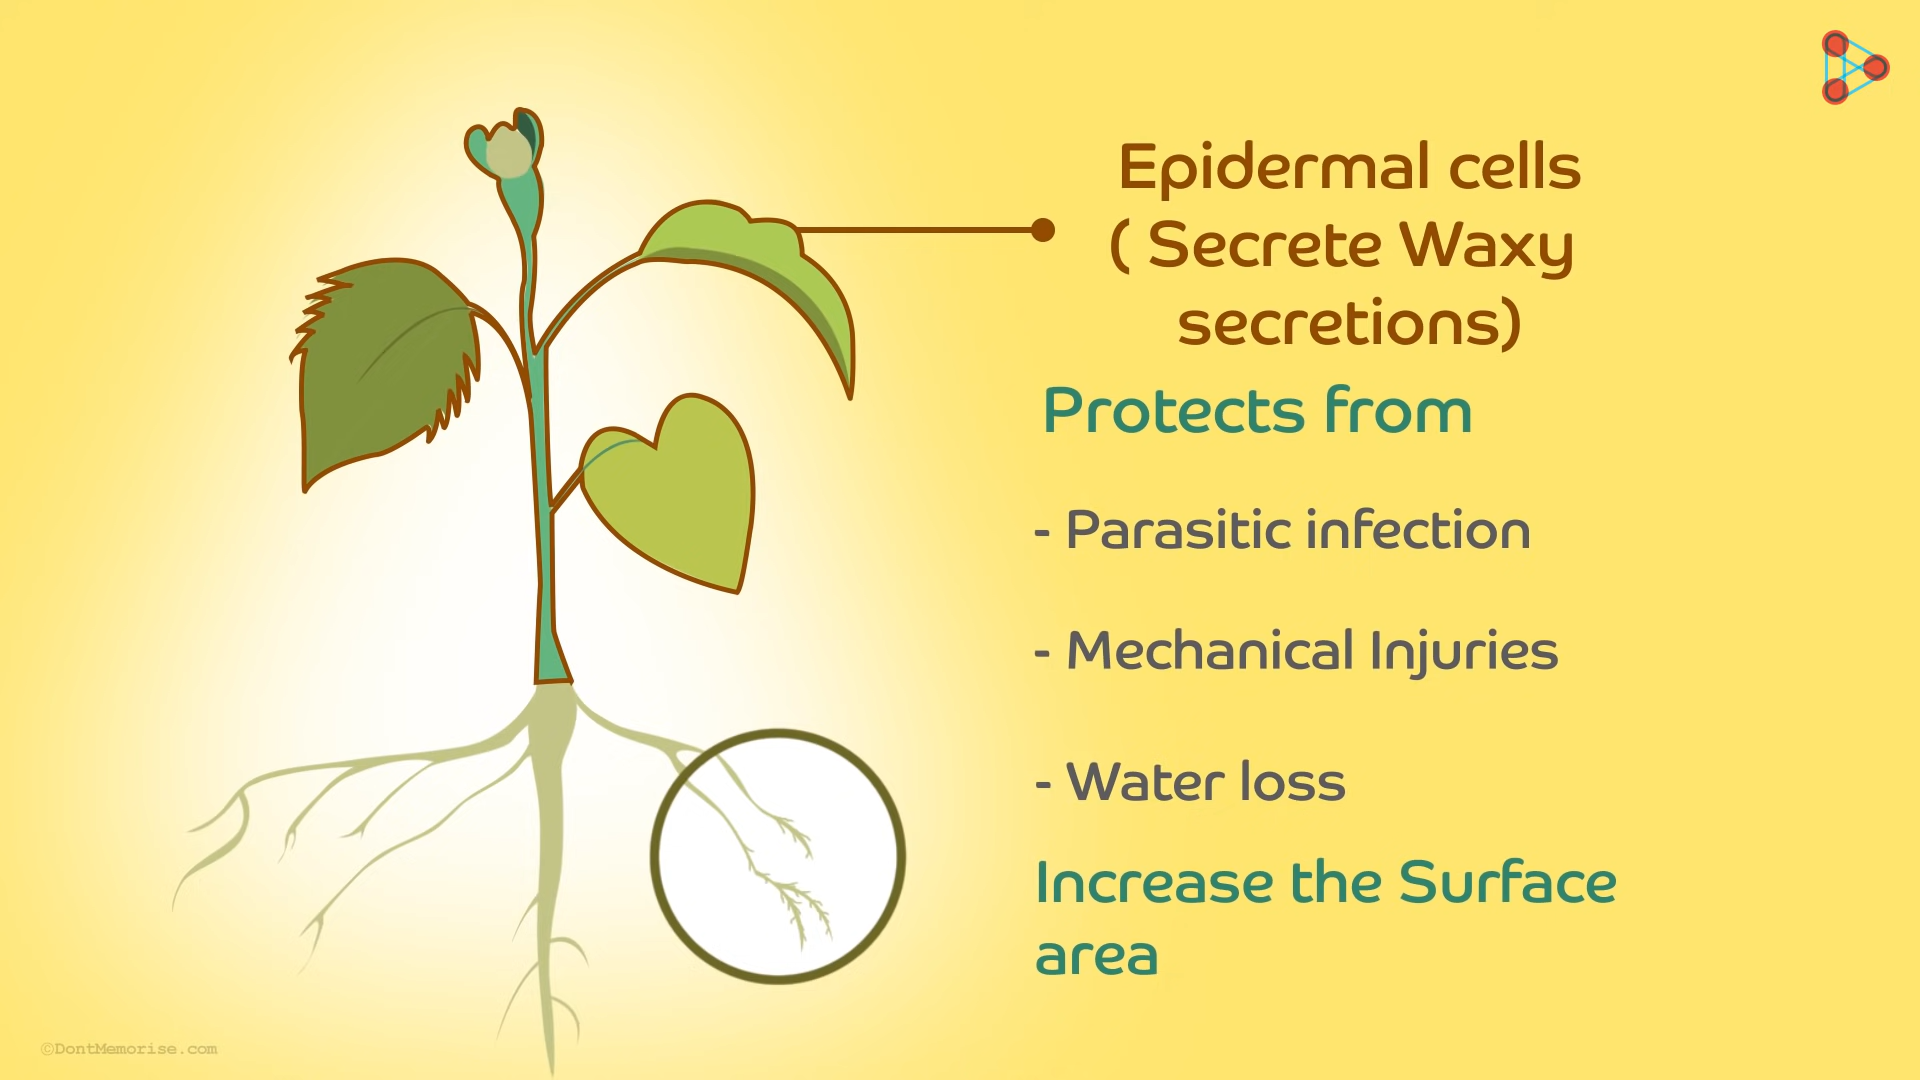 Epidermal cells
( Secrete Waxy
secretions)
Protects from
- Parasitic infection
- Mechanical Injuries
- Water loss
Increase the Surface
area
©DontMemorise.com